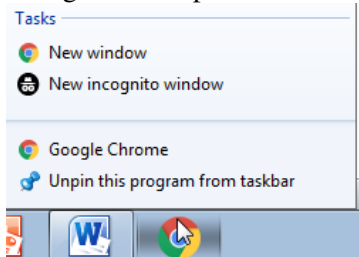 Tasks
New window
New incognito window
Google Chrome
Unpin this program from taskbar
W